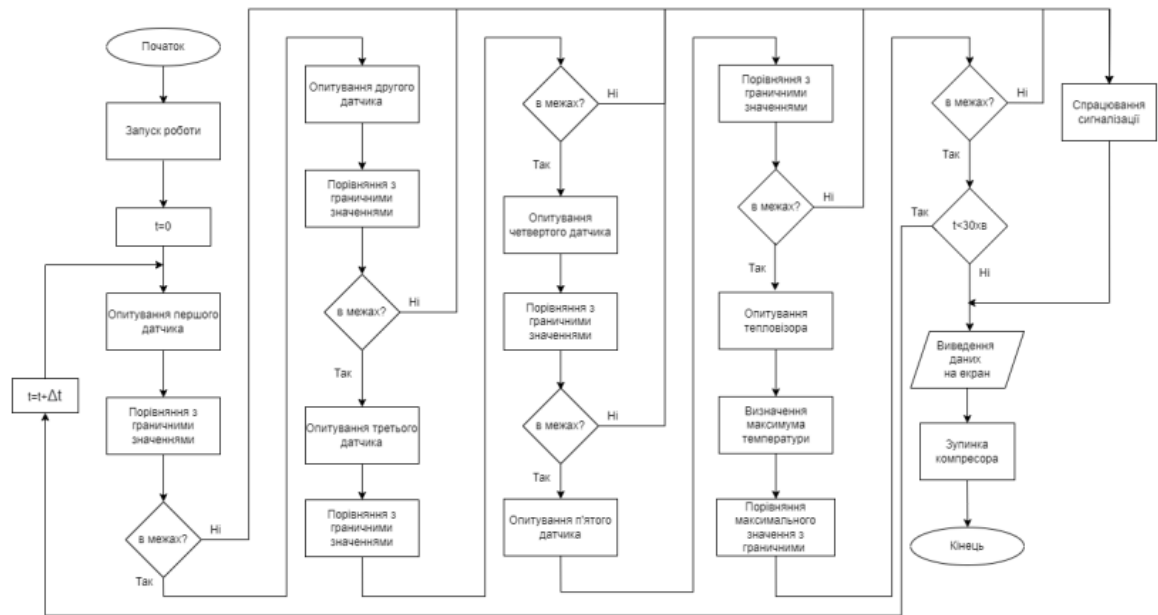 Початок
Запуск роботи
t=0
Опитування першого
датчика
t=t+Δt
Порівняння з
граничними
значеннями
в межах?
Ні
Так
Опитування другого
датчика
Порівняння з
граничними
значеннями
в межах?
Ні
Так
Опитування третього
датчика
Порівняння з
граничними
значеннями
в межах?
Ні
Так
Опитування
четвертого датчика
Порівняння з
граничними
значеннями
в межах?
Ні
Так
Опитування п'ятого
датчика
Порівняння з
граничними
значеннями
в межах?
Ні
Так
Опитування
тепловізора
Визначення
максимума
температури
Порівняння
максимального
значення з
граничними
в межах?
Ні
Так
t<30хв
Так
Ні
Спрацювання
сигналізації
Виведення
даних
на екран
Зупинка
компресора
Кінець